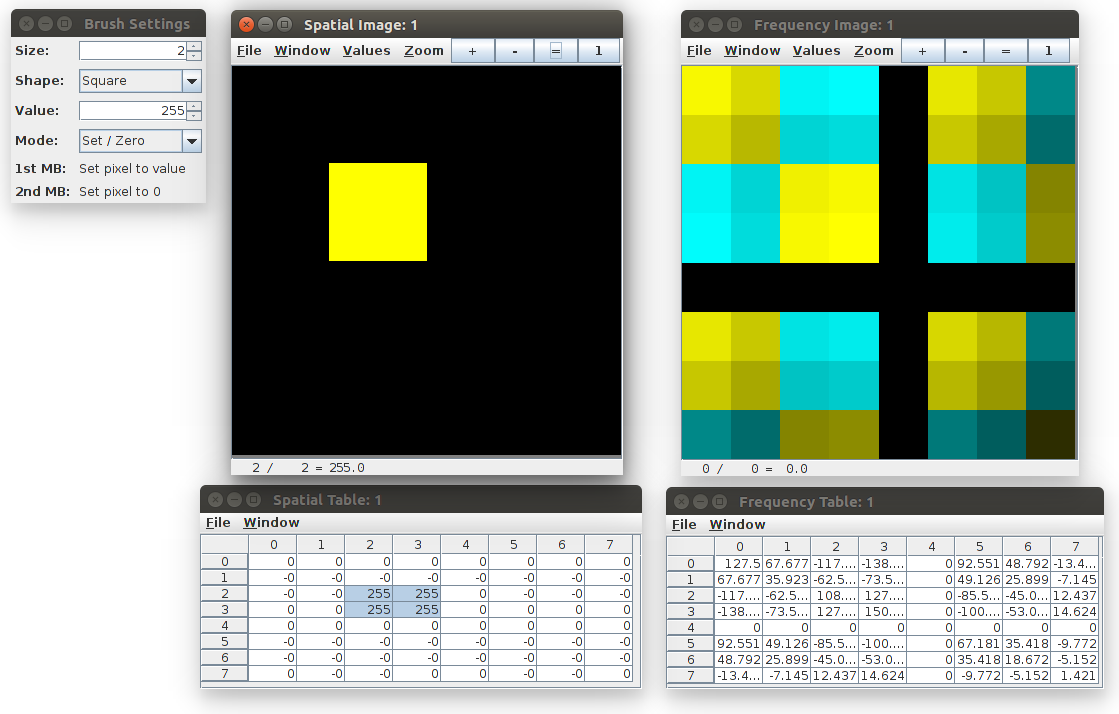 Brush Settings
Size: 2
Shape: Square
Value: 255
Mode: Set / Zero
1st MB: Set pixel to value
2nd MB: Set pixel to 0
Spatial Image: 1
File Window Values Zoom + - = 1
2 / 2 = 255.0
Frequency Image: 1
File Window Values Zoom + - = 1
0 / 0 = 0.0
Spatial Table: 1
File Window
0 1 2 3 4 5 6 7
0 0 0 0 0 0 0 0 0
1 -0 -0 -0 -0 -0 -0 -0 -0
2 -0 -0 255 255 0 -0 -0 -0
3 0 0 255 255 0 0 0 0
4 0 0 0 0 0 0 0 0
5 -0 -0 -0 -0 0 -0 -0 -0
6 -0 -0 -0 -0 0 -0 -0 -0
7 0 -0 -0 -0 0 -0 -0 -0
Frequency Table: 1
File Window
0 1 2 3 4 5 6 7
0 127.5 67.677 -117.... -138.... 0 92.551 48.792 -13.4...
1 67.677 35.923 -62.5... -73.5... 0 49.126 25.899 -7.145
2 -117.... -62.5... 108.... 127.... 0 -85.5... -45.0... 12.437
3 -138.... -73.5... 127.... 150.... 0 -100.... -53.0... 14.624
4 0 0 0 0 0 0 0 0
5 92.551 49.126 -85.5... -100.... 0 67.181 35.418 -9.772
6 48.792 25.899 -45.0... -53.0... 0 35.418 18.672 -5.152
7 -13.4... -7.145 12.437 14.624 0 -9.772 -5.152 1.421